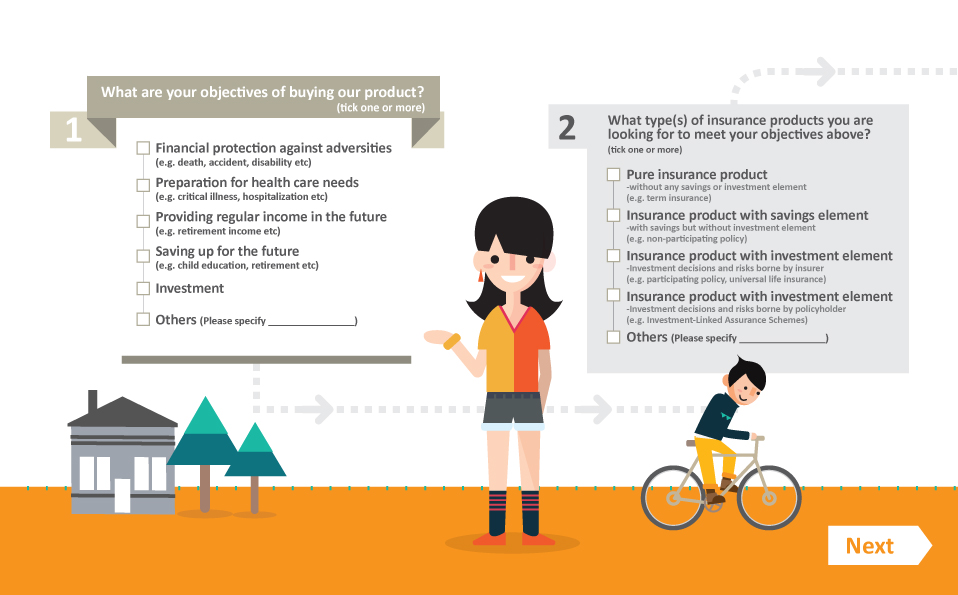 What are your objectives of buying our product?
(tick one or more)
1
Financial protection against adversities
(e.g. death, accident, disability etc)
Preparation for health care needs
(e.g. critical illness, hospitalization etc)
Providing regular income in the future
(e.g. retirement income etc)
Saving up for the future
(e.g. child education, retirement etc)
Investment
Others (Please specify ________________)
2
What type(s) of insurance products you are
looking for to meet your objectives above?
(tick one or more)
Pure insurance product
-without any savings or investment element
(e.g. term insurance)
Insurance product with savings element
-with savings but without investment element
(e.g. non-participating policy)
Insurance product with investment element
-Investment decisions and risks borne by insurer
(e.g. participating policy, universal life insurance)
Insurance product with investment element
-Investment decisions and risks borne by policyholder
(e.g. Investment-Linked Assurance Schemes)
Others (Please specify ________________)
Next